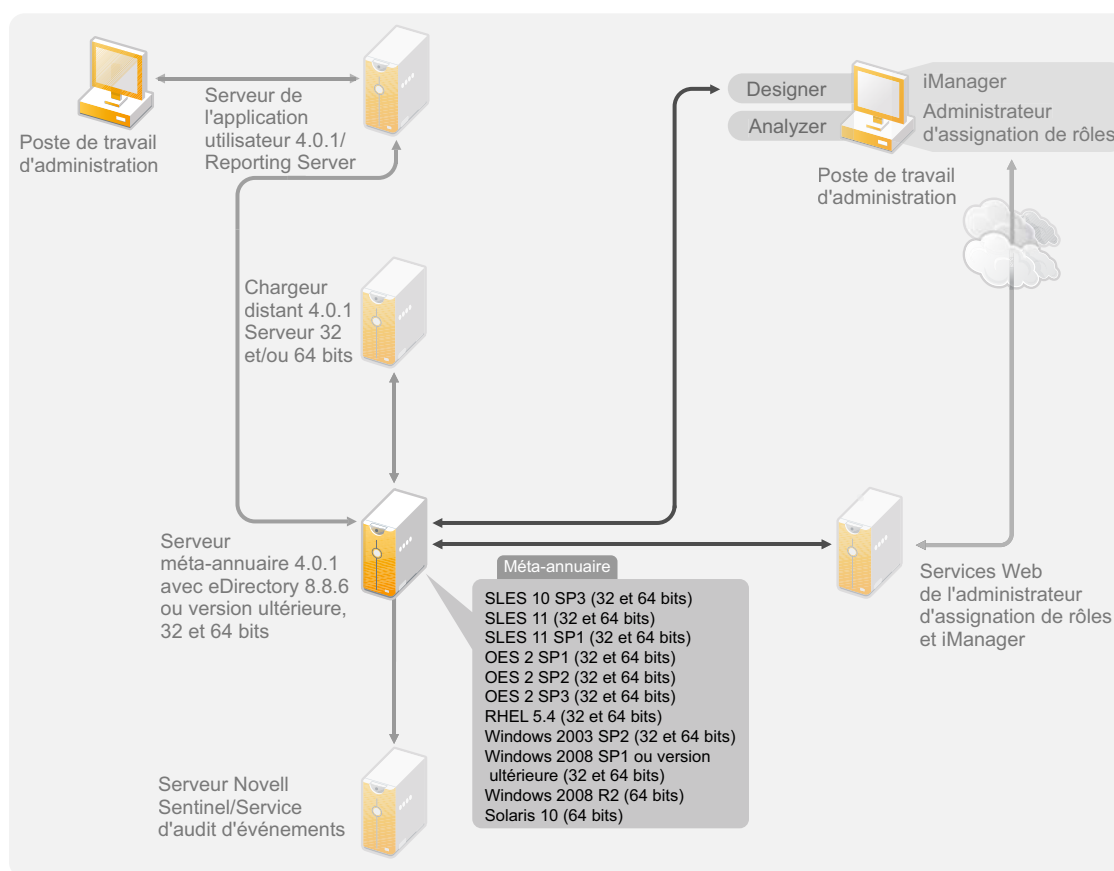 Poste de travail
d'administration
Serveur de
l'application
utilisateur 4.0.1/
Reporting Server
Designer
Analyzer
iManager
Administrateur
d'assignation de rôles
Poste de travail
d'administration
Chargeur
distant 4.0.1
Serveur 32
et/ou 64 bits
Serveur
méta-annuaire 4.0.1
avec eDirectory 8.8.6
ou version ultérieure,
32 et 64 bits
Méta-annuaire
SLES 10 SP3 (32 et 64 bits)
SLES 11 (32 et 64 bits)
SLES 11 SP1 (32 et 64 bits)
OES 2 SP1 (32 et 64 bits)
OES 2 SP2 (32 et 64 bits)
OES 2 SP3 (32 et 64 bits)
RHEL 5.4 (32 et 64 bits)
Windows 2003 SP2 (32 et 64 bits)
Windows 2008 SP1 ou version
ultérieure (32 et 64 bits)
Windows 2008 R2 (64 bits)
Solaris 10 (64 bits)
Services Web
de l'administrateur
d'assignation de rôles
et iManager
Serveur Novell
Sentinel/Service
d'audit d'événements